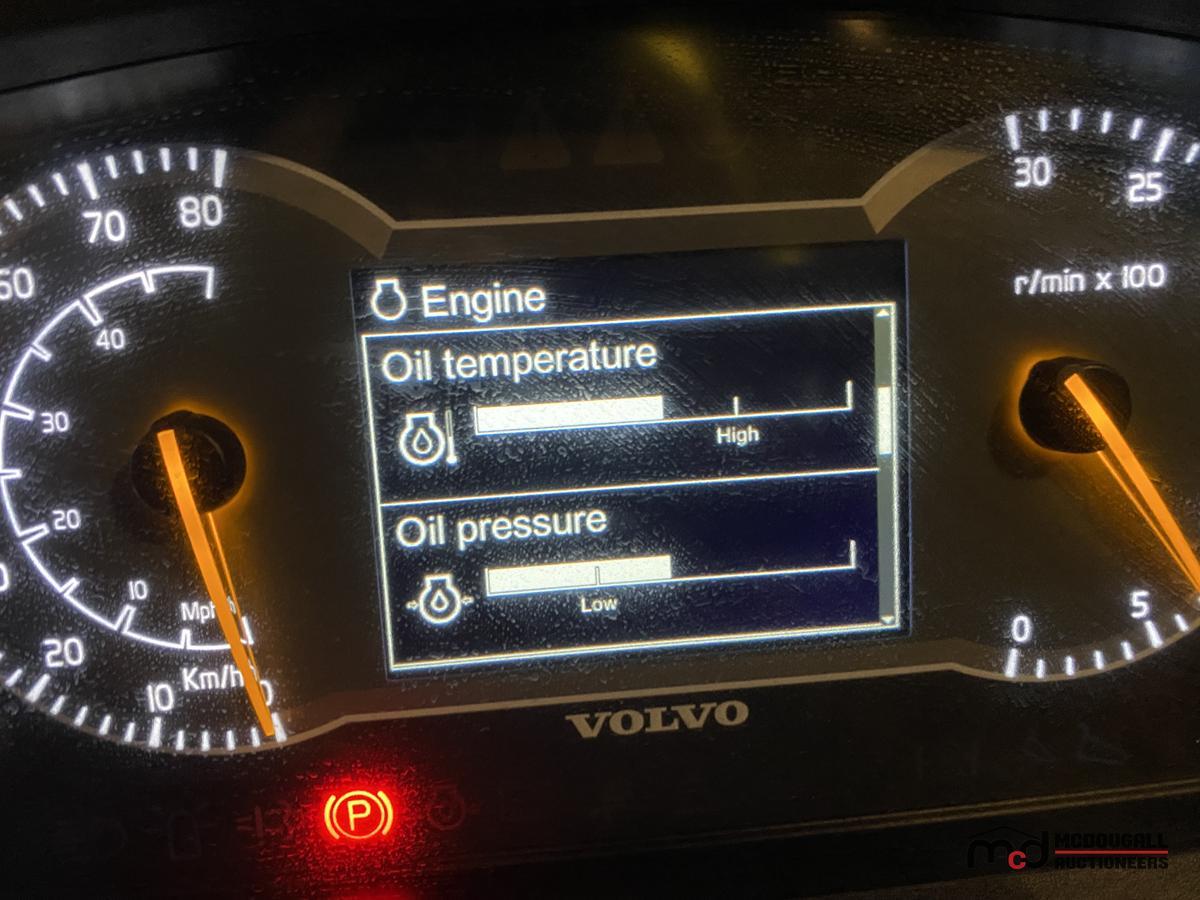 60
70
80
40
30
20
10
Mph
Km/h
20
10
0
Engine
Oil temperature
High
Oil pressure
Low
VOLVO
30
25
r/min x 100
0
5
P
mcd MCDOUGALL
AUCTIONEERS